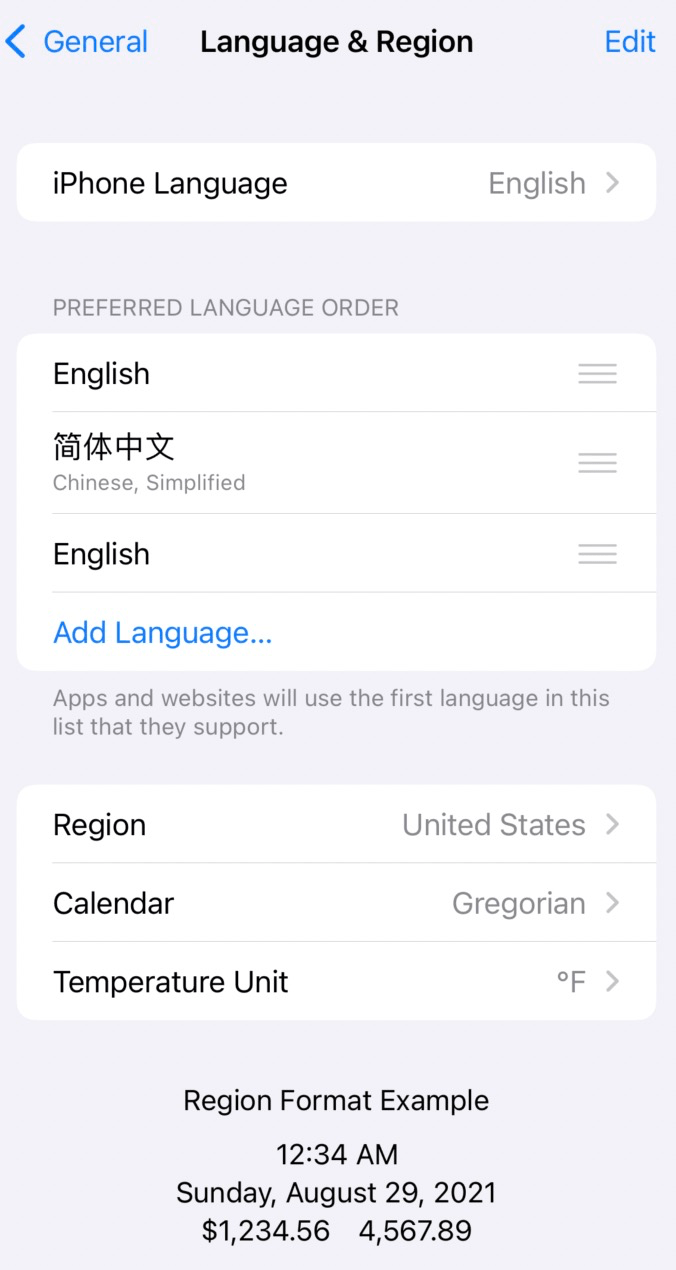 General Language & Region Edit
iPhone Language English
PREFERRED LANGUAGE ORDER
English
简体中文
Chinese, Simplified
English
Add Language...
Apps and websites will use the first language in this
list that they support.
Region United States
Calendar Gregorian
Temperature Unit °F
Region Format Example
12:34 AM
Sunday, August 29, 2021
$1,234.56 4,567.89